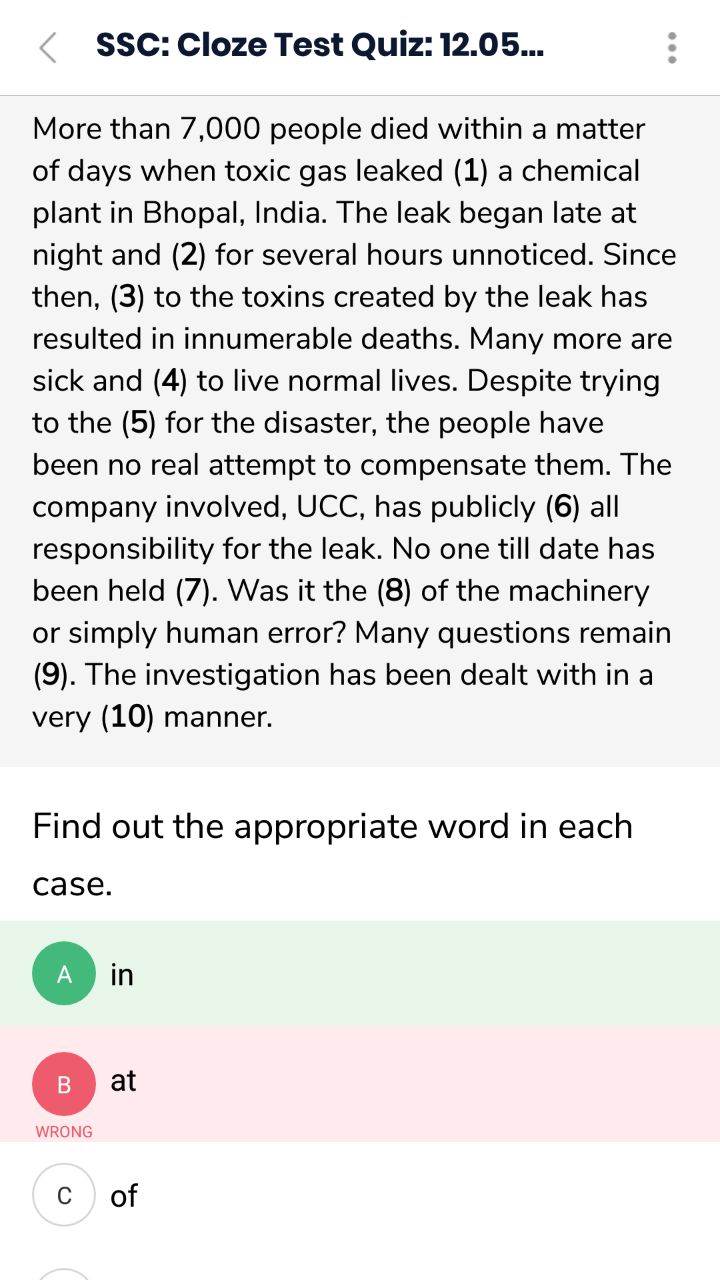 SSC: Cloze Test Quiz: 12.05...
More than 7,000 people died within a matter
of days when toxic gas leaked (1) a chemical
plant in Bhopal, India. The leak began late at
night and (2) for several hours unnoticed. Since
then, (3) to the toxins created by the leak has
resulted in innumerable deaths. Many more are
sick and (4) to live normal lives. Despite trying
to the (5) for the disaster, the people have
been no real attempt to compensate them. The
company involved, UCC, has publicly (6) all
responsibility for the leak. No one till date has
been held (7). Was it the (8) of the machinery
or simply human error? Many questions remain
(9). The investigation has been dealt with in a
very (10) manner.
Find out the appropriate word in each
case.
A in
B at
WRONG
C of